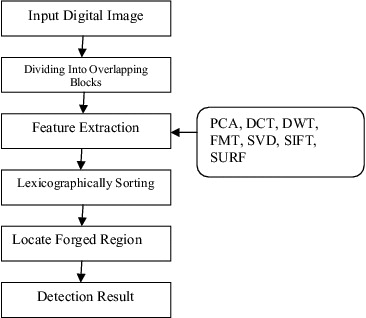 Input Digital Image
Dividing Into Overlapping
Blocks
Feature Extraction
PCA, DCT, DWT,
FMT, SVD, SIFT,
SURF
Lexicographically Sorting
Locate Forged Region
Detection Result